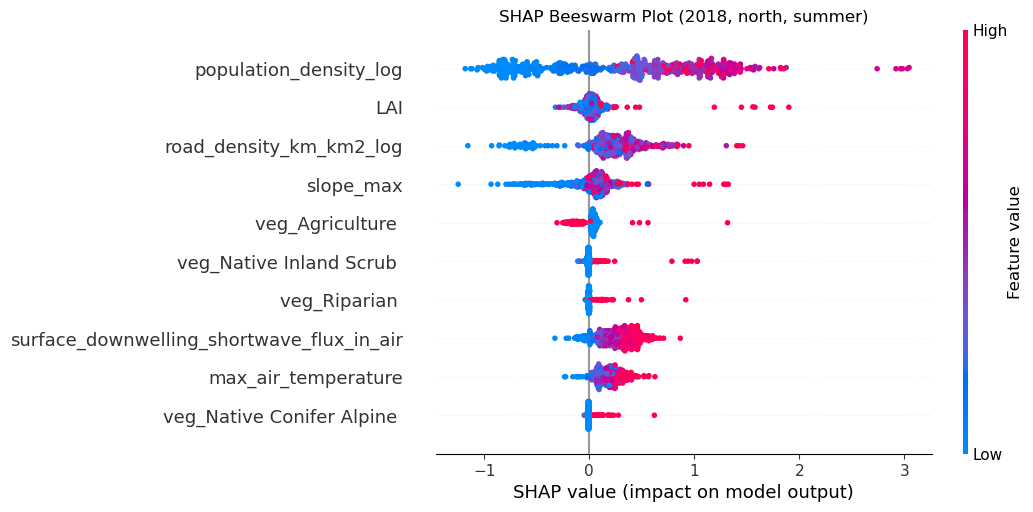 SHAP Beeswarm Plot (2018, north, summer)
High
population_density_log
LAI
road_density_km_km2_log
slope_max
veg_Agriculture
veg_Native Inland Scrub
veg_Riparian
surface_downwelling_shortwave_flux_in_air
max_air_temperature
veg_Native Conifer Alpine
Feature value
Low
−1
0
1
2
3
SHAP value (impact on model output)